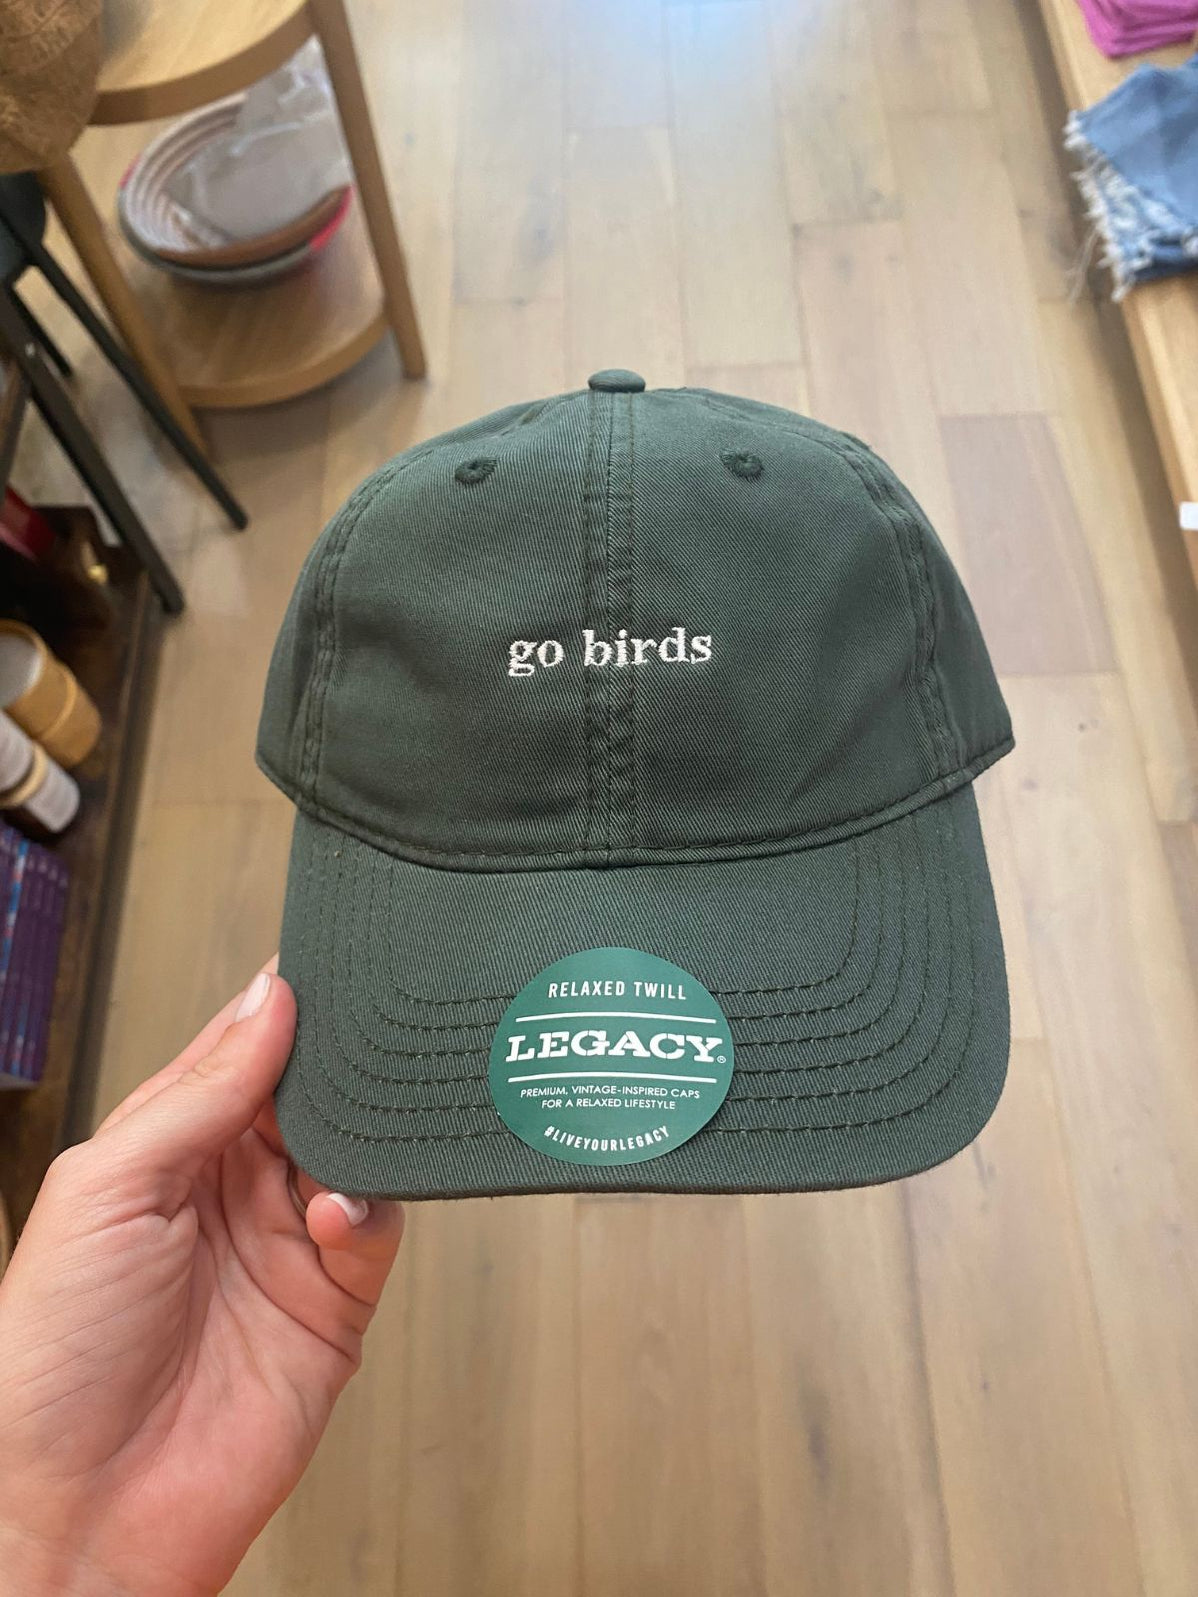 go birds
RELAXED TWILL
LEGACY®
PREMIUM, VINTAGE-INSPIRED CAPS
FOR A RELAXED LIFESTYLE
#LIVEYOURLEGACY